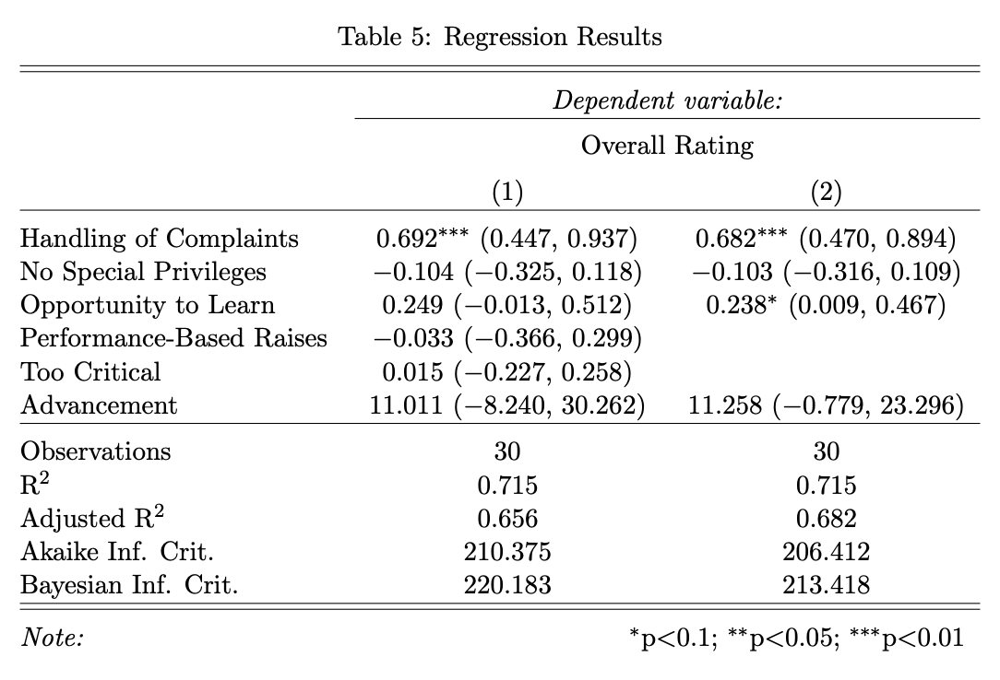 Table 5: Regression Results
Dependent variable:
Overall Rating
(1) (2)
Handling of Complaints 0.692*** (0.447, 0.937) 0.682*** (0.470, 0.894)
No Special Privileges −0.104 (−0.325, 0.118) −0.103 (−0.316, 0.109)
Opportunity to Learn 0.249 (−0.013, 0.512) 0.238* (0.009, 0.467)
Performance-Based Raises −0.033 (−0.366, 0.299)
Too Critical 0.015 (−0.227, 0.258)
Advancement 11.011 (−8.240, 30.262) 11.258 (−0.779, 23.296)
Observations 30 30
R² 0.715 0.715
Adjusted R² 0.656 0.682
Akaike Inf. Crit. 210.375 206.412
Bayesian Inf. Crit. 220.183 213.418
Note: *p<0.1; **p<0.05; ***p<0.01